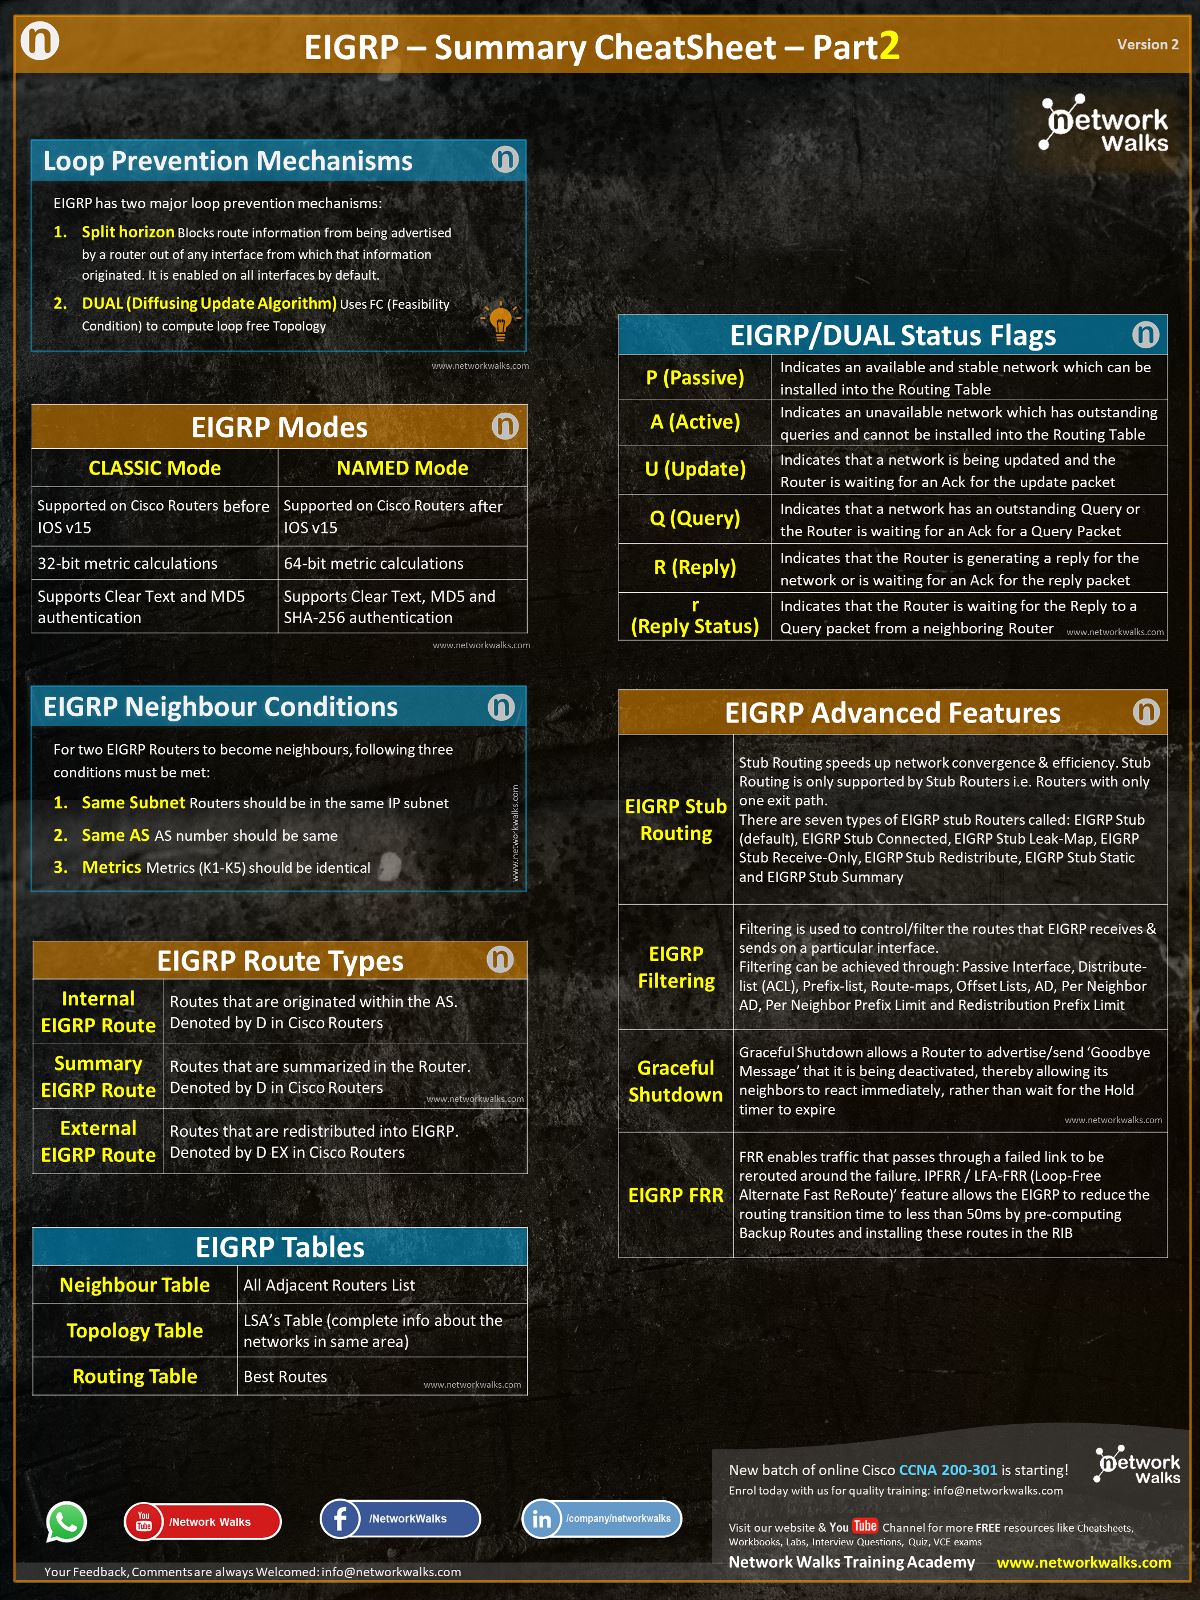 n
EIGRP – Summary CheatSheet – Part2
Version 2
network
Walks
Loop Prevention Mechanisms
n
EIGRP has two major loop prevention mechanisms:
1. Split horizon Blocks route information from being advertised
by a router out of any interface from which that information
originated. It is enabled on all interfaces by default.
2. DUAL (Diffusing Update Algorithm) Uses FC (Feasibility
Condition) to compute loop free Topology
www.networkwalks.com
EIGRP Modes
n
CLASSIC Mode
NAMED Mode
Supported on Cisco Routers before
IOS v15
Supported on Cisco Routers after
IOS v15
32-bit metric calculations
64-bit metric calculations
Supports Clear Text and MD5
authentication
Supports Clear Text, MD5 and
SHA-256 authentication
www.networkwalks.com
EIGRP Neighbour Conditions
n
For two EIGRP Routers to become neighbours, following three
conditions must be met:
1. Same Subnet Routers should be in the same IP subnet
2. Same AS AS number should be same
3. Metrics Metrics (K1-K5) should be identical
www.networkwalks.com
EIGRP Route Types
n
Internal
EIGRP Route
Routes that are originated within the AS.
Denoted by D in Cisco Routers
Summary
EIGRP Route
Routes that are summarized in the Router.
Denoted by D in Cisco Routers
www.networkwalks.com
External
EIGRP Route
Routes that are redistributed into EIGRP.
Denoted by D EX in Cisco Routers
EIGRP Tables
Neighbour Table
All Adjacent Routers List
Topology Table
LSA's Table (complete info about the
networks in same area)
Routing Table
Best Routes
www.networkwalks.com
EIGRP/DUAL Status Flags
n
P (Passive)
Indicates an available and stable network which can be
installed into the Routing Table
A (Active)
Indicates an unavailable network which has outstanding
queries and cannot be installed into the Routing Table
U (Update)
Indicates that a network is being updated and the
Router is waiting for an Ack for the update packet
Q (Query)
Indicates that a network has an outstanding Query or
the Router is waiting for an Ack for a Query Packet
R (Reply)
Indicates that the Router is generating a reply for the
network or is waiting for an Ack for the reply packet
r
(Reply Status)
Indicates that the Router is waiting for the Reply to a
Query packet from a neighboring Router
www.networkwalks.com
EIGRP Advanced Features
n
EIGRP Stub
Routing
Stub Routing speeds up network convergence & efficiency. Stub
Routing is only supported by Stub Routers i.e. Routers with only
one exit path.
There are seven types of EIGRP stub Routers called: EIGRP Stub
(default), EIGRP Stub Connected, EIGRP Stub Leak-Map, EIGRP
Stub Receive-Only, EIGRP Stub Redistribute, EIGRP Stub Static
and EIGRP Stub Summary
EIGRP
Filtering
Filtering is used to control/filter the routes that EIGRP receives &
sends on a particular interface.
Filtering can be achieved through: Passive Interface, Distribute-
list (ACL), Prefix-list, Route-maps, Offset Lists, AD, Per Neighbor
AD, Per Neighbor Prefix Limit and Redistribution Prefix Limit
Graceful
Shutdown
Graceful Shutdown allows a Router to advertise/send 'Goodbye
Message' that it is being deactivated, thereby allowing its
neighbors to react immediately, rather than wait for the Hold
timer to expire
www.networkwalks.com
EIGRP FRR
FRR enables traffic that passes through a failed link to be
rerouted around the failure. IPFRR / LFA-FRR (Loop-Free
Alternate Fast ReRoute)' feature allows the EIGRP to reduce the
routing transition time to less than 50ms by pre-computing
Backup Routes and installing these routes in the RIB
You
Tube
/Network Walks
f
/NetworkWalks
in
/company/networkwalks
Your Feedback, Comments are always Welcomed: info@networkwalks.com
New batch of online Cisco CCNA 200-301 is starting!
Enrol today with us for quality training: info@networkwalks.com
network
Walks
Visit our website & You Tube Channel for more FREE resources like Cheatsheets,
Workbooks, Labs, Interview Questions, Quiz, VCE exams
Network Walks Training Academy www.networkwalks.com